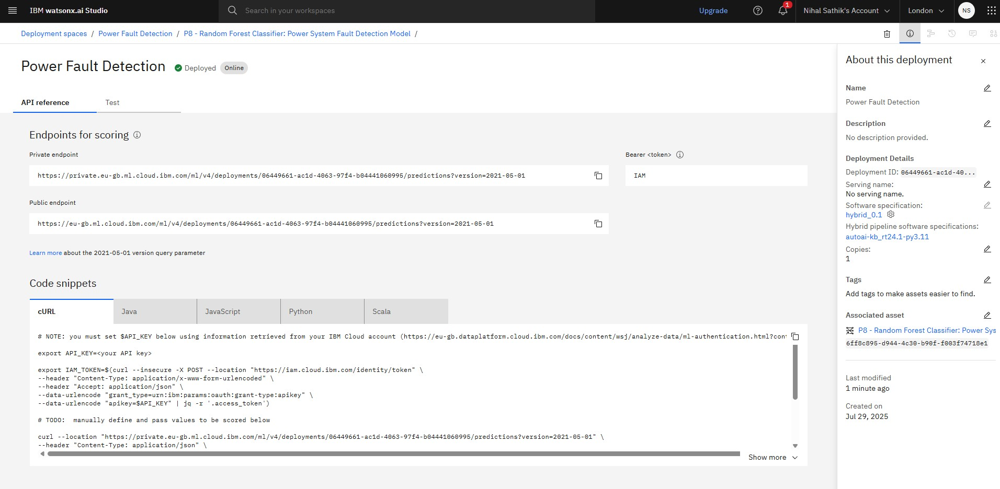 IBM watsonx.ai Studio
Search in your workspaces
Upgrade
1
Nihal Sathik's Account
London
NS
Deployment spaces / Power Fault Detection / P8 - Random Forest Classifier: Power System Fault Detection Model /
Power Fault Detection
Deployed
Online
API reference
Test
Endpoints for scoring
Private endpoint
https://private.eu-gb.ml.cloud.ibm.com/ml/v4/deployments/06449661-ac1d-4063-97f4-b04441060995/predictions?version=2021-05-01
Bearer <token>
IAM
Public endpoint
https://eu-gb.ml.cloud.ibm.com/ml/v4/deployments/06449661-ac1d-4063-97f4-b04441060995/predictions?version=2021-05-01
Learn more about the 2021-05-01 version query parameter
Code snippets
cURL
Java
JavaScript
Python
Scala
# NOTE: you must set $API_KEY below using information retrieved from your IBM Cloud account (https://eu-gb.dataplatform.cloud.ibm.com/docs/content/wsj/analyze-data/ml-authentication.html?cont
export API_KEY=<your API key>
export IAM_TOKEN=$(curl --insecure -X POST --location "https://iam.cloud.ibm.com/identity/token" \
--header "Content-Type: application/x-www-form-urlencoded" \
--header "Accept: application/json" \
--data-urlencode "grant_type=urn:ibm:params:oauth:grant-type:apikey" \
--data-urlencode "apikey=$API_KEY" | jq -r '.access_token')
# TODO:  manually define and pass values to be scored below
curl --location "https://private.eu-gb.ml.cloud.ibm.com/ml/v4/deployments/06449661-ac1d-4063-97f4-b04441060995/predictions?version=2021-05-01" \
--header "Content-Type: application/json" \
Show more
About this deployment
Name
Power Fault Detection
Description
No description provided.
Deployment Details
Deployment ID: 06449661-ac1d-40...
Serving name:
No serving name.
Software specification:
hybrid_0.1
Hybrid pipeline software specifications:
autoai-kb_rt24.1-py3.11
Copies:
1
Tags
Add tags to make assets easier to find.
Associated asset
P8 - Random Forest Classifier: Power Sys
6ff8c895-d944-4c30-b90f-f003f74718e1
Last modified
1 minute ago
Created on
Jul 29, 2025